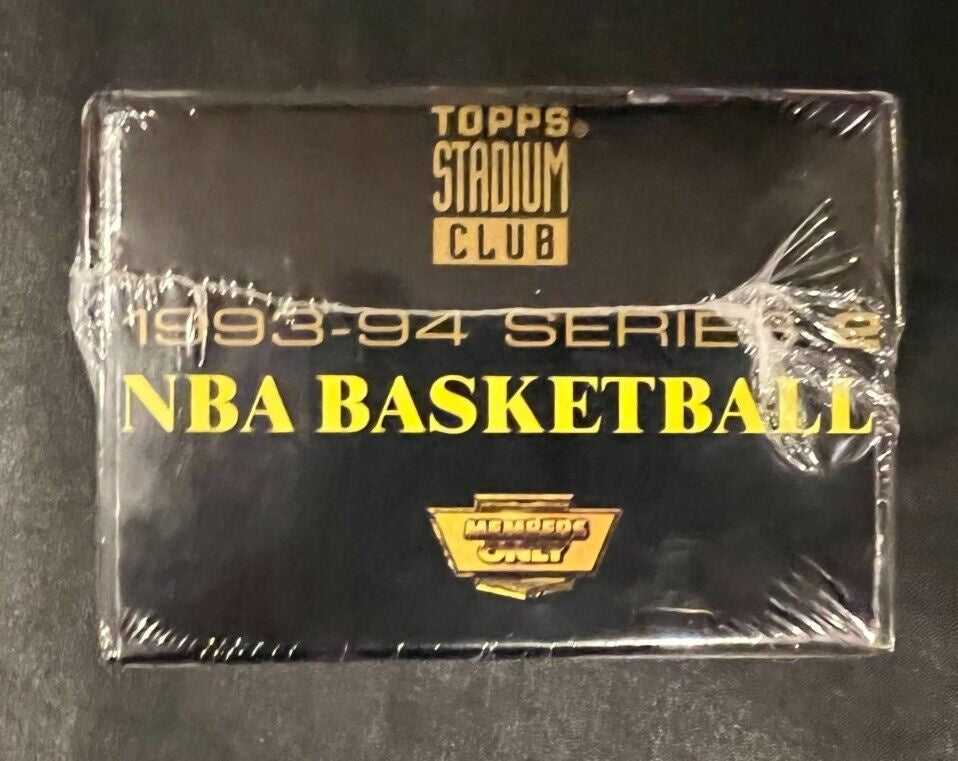 TOPPS®
STADIUM
CLUB
1993-94 SERIES 2
NBA BASKETBALL
MEMBERS
ONLY